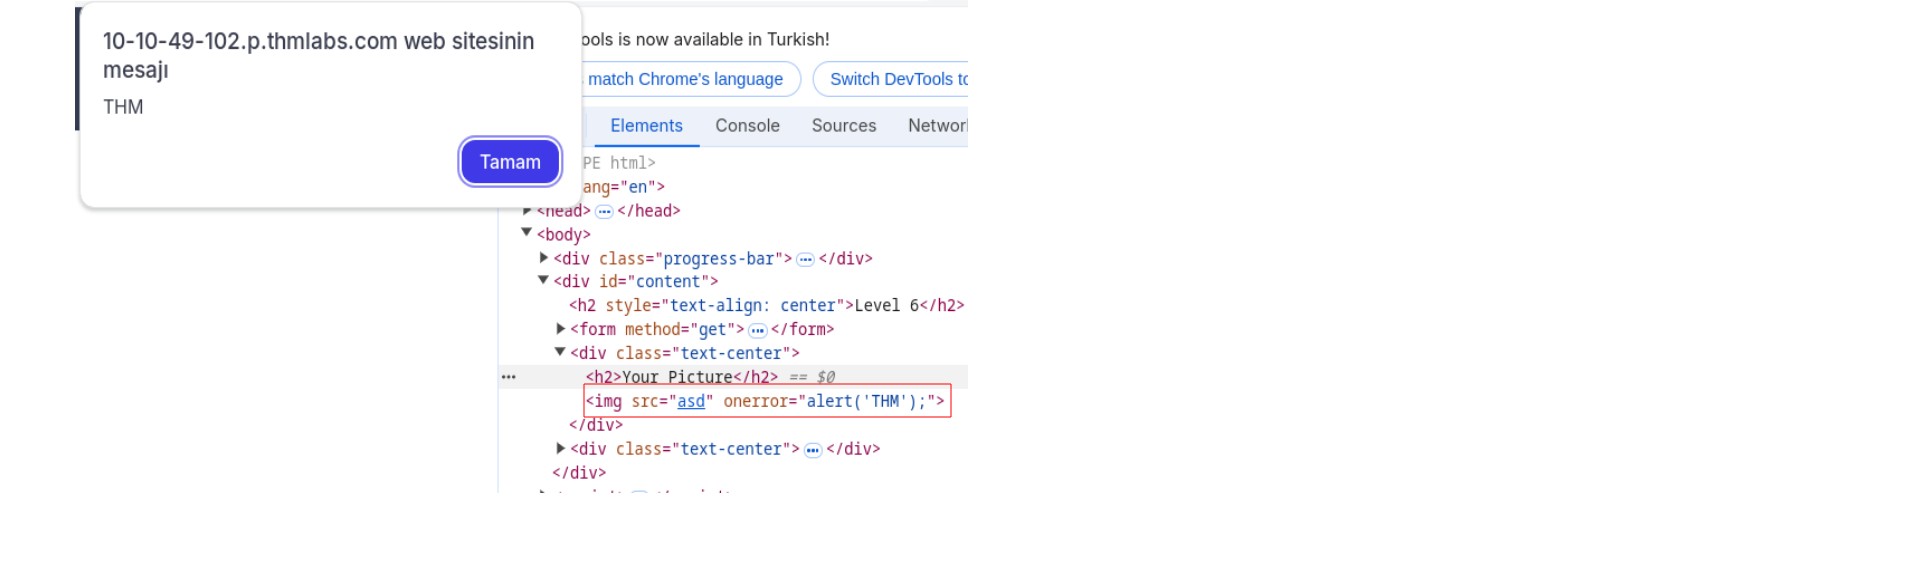 10-10-49-102.p.thmlabs.com web sitesinin
mesajı
THM
Tamam
ools is now available in Turkish!
match Chrome's language
Switch DevTools to
Elements Console Sources Network
PE html>
ang="en">
<head> ··· </head>
<body>
<div class="progress-bar"> ··· </div>
<div id="content">
<h2 style="text-align: center">Level 6</h2>
<form method="get"> ··· </form>
<div class="text-center">
··· <h2>Your Picture</h2> == $0
<img src="asd" onerror="alert('THM');">
</div>
<div class="text-center"> ··· </div>
</div>